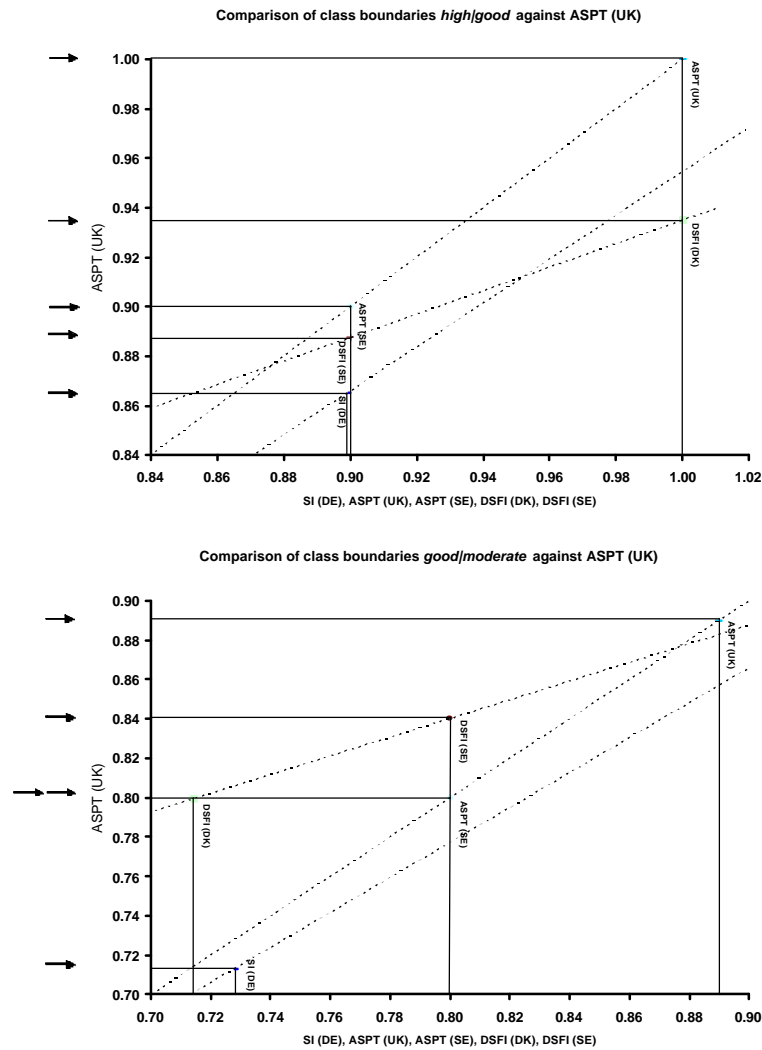 Comparison of class boundaries high|good against ASPT (UK)
1.00
0.98
0.96
0.94
0.92
0.90
0.88
0.86
0.84
ASPT (UK)
ASPT (UK)
DSFI (DK)
ASPT (SE)
DSFI (SE)
SI (DE)
0.84 0.86 0.88 0.90 0.92 0.94 0.96 0.98 1.00 1.02
SI (DE), ASPT (UK), ASPT (SE), DSFI (DK), DSFI (SE)
Comparison of class boundaries good|moderate against ASPT (UK)
0.90
0.88
0.86
0.84
0.82
0.80
0.78
0.76
0.74
0.72
0.70
ASPT (UK)
ASPT (UK)
DSFI (SE)
ASPT (SE)
DSFI (DK)
SI (DE)
0.70 0.72 0.74 0.76 0.78 0.80 0.82 0.84 0.86 0.88 0.90
SI (DE), ASPT (UK), ASPT (SE), DSFI (DK), DSFI (SE)